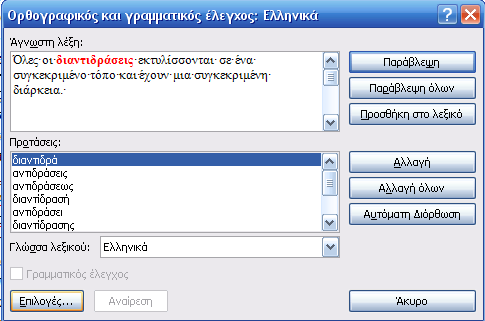 Ορθογραφικός και γραμματικός έλεγχος: Ελληνικά
Άγνωστη λέξη:
Όλες·οι·διαντιδράσεις·εκτυλίσσονται·σε·ένα·
συγκεκριμένο·τόπο·και·έχουν·μια·συγκεκριμένη·
διάρκεια.·
Παράβλεψη
Παράβλεψη όλων
Προσθήκη στο λεξικό
Προτάσεις:
διαντιδρά
αντιδράσεις
αντιδράσεως
διαντιδρασή
αντιδράσει
διαντιδρασης
Αλλαγή
Αλλαγή όλων
Αυτόματη Διόρθωση
Γλώσσα λεξικού: Ελληνικά
Γραμματικός έλεγχος
Επιλογές... Αναίρεση Άκυρο